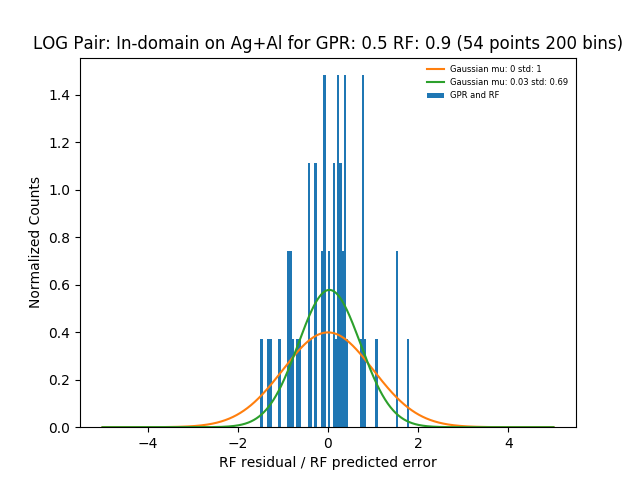 LOG Pair: In-domain on Ag+Al for GPR: 0.5 RF: 0.9 (54 points 200 bins)
Gaussian mu: 0 std: 1
Gaussian mu: 0.03 std: 0.69
GPR and RF
Normalized Counts
1.4
1.2
1.0
0.8
0.6
0.4
0.2
0.0
−4 −2 0 2 4
RF residual / RF predicted error